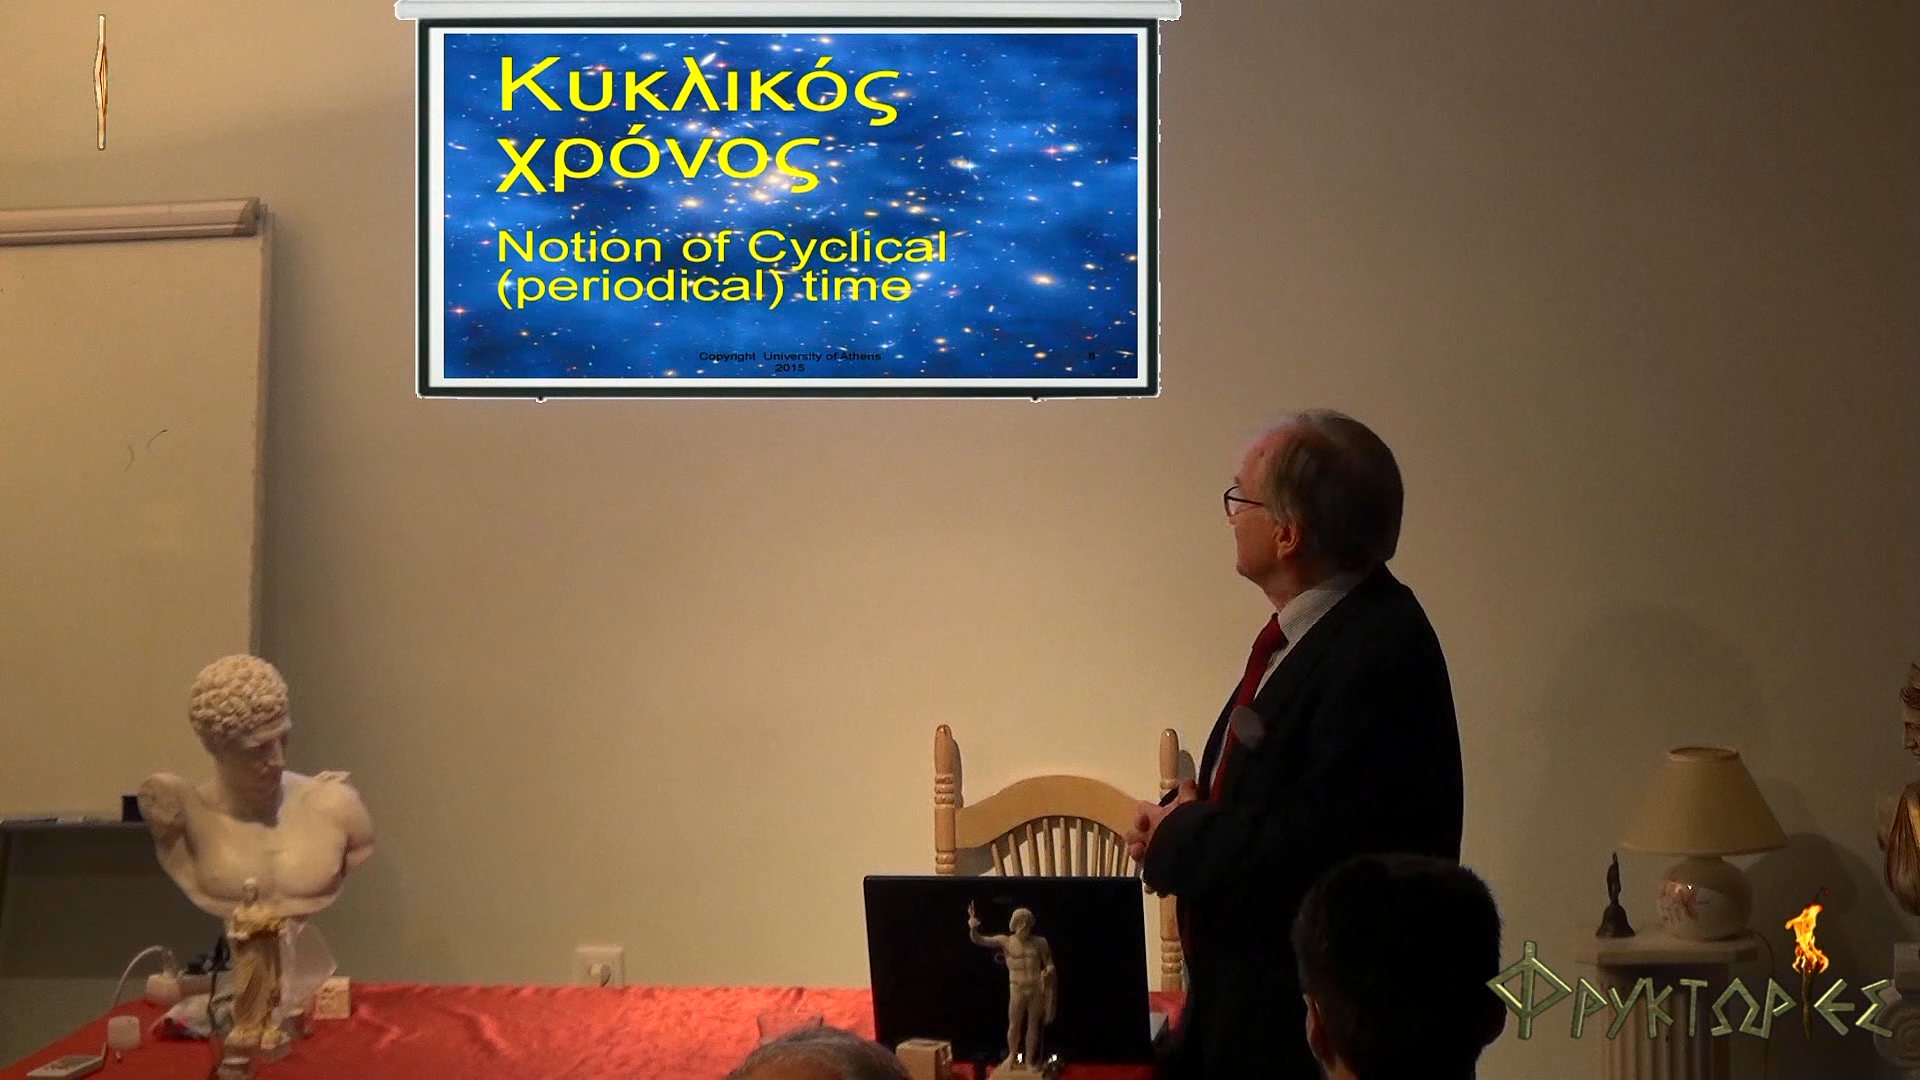 Κυκλικός
χρόνος
Notion of Cyclical
(periodical) time
Copyright University of Athens
2015
8
ΦΡΥΚΤΩΡΙΕΣ